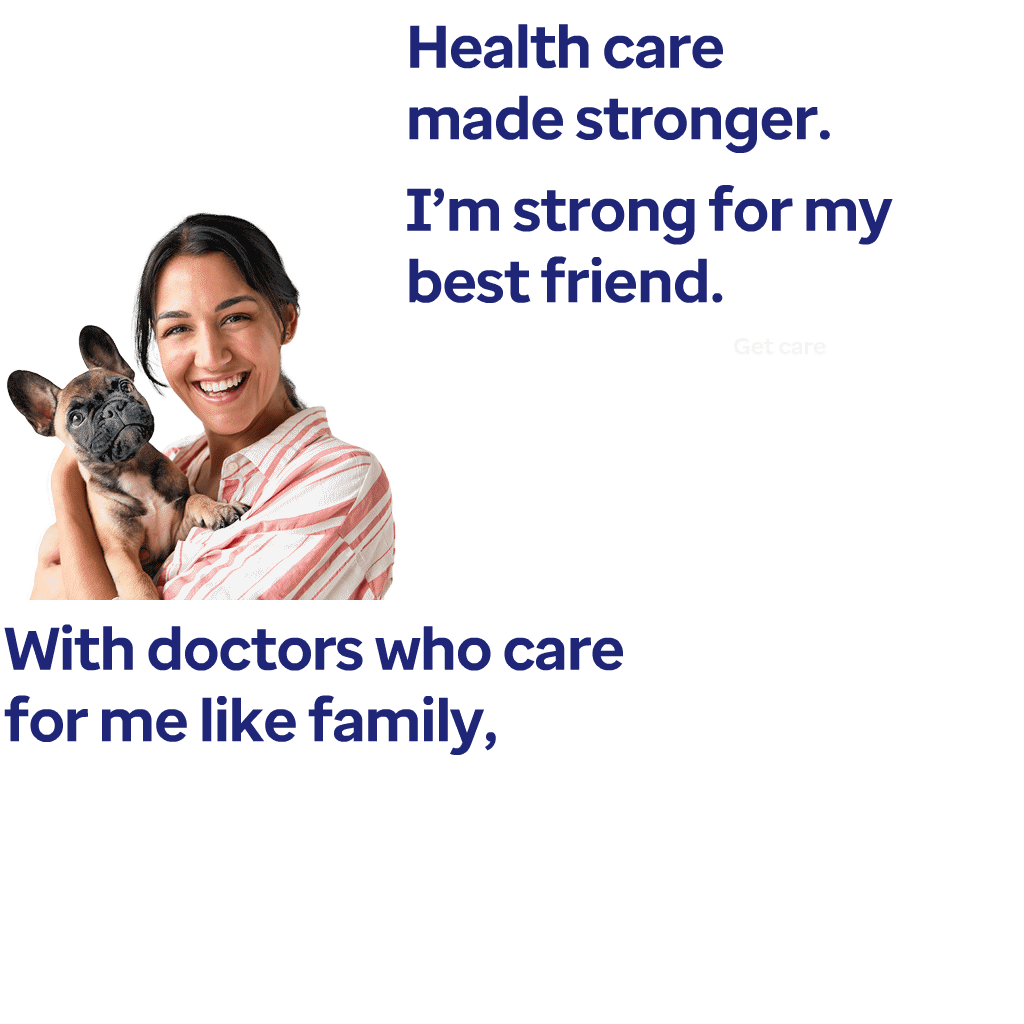 Health care
made stronger.
I’m strong for my
best friend.
Get care
With doctors who care
for me like family,